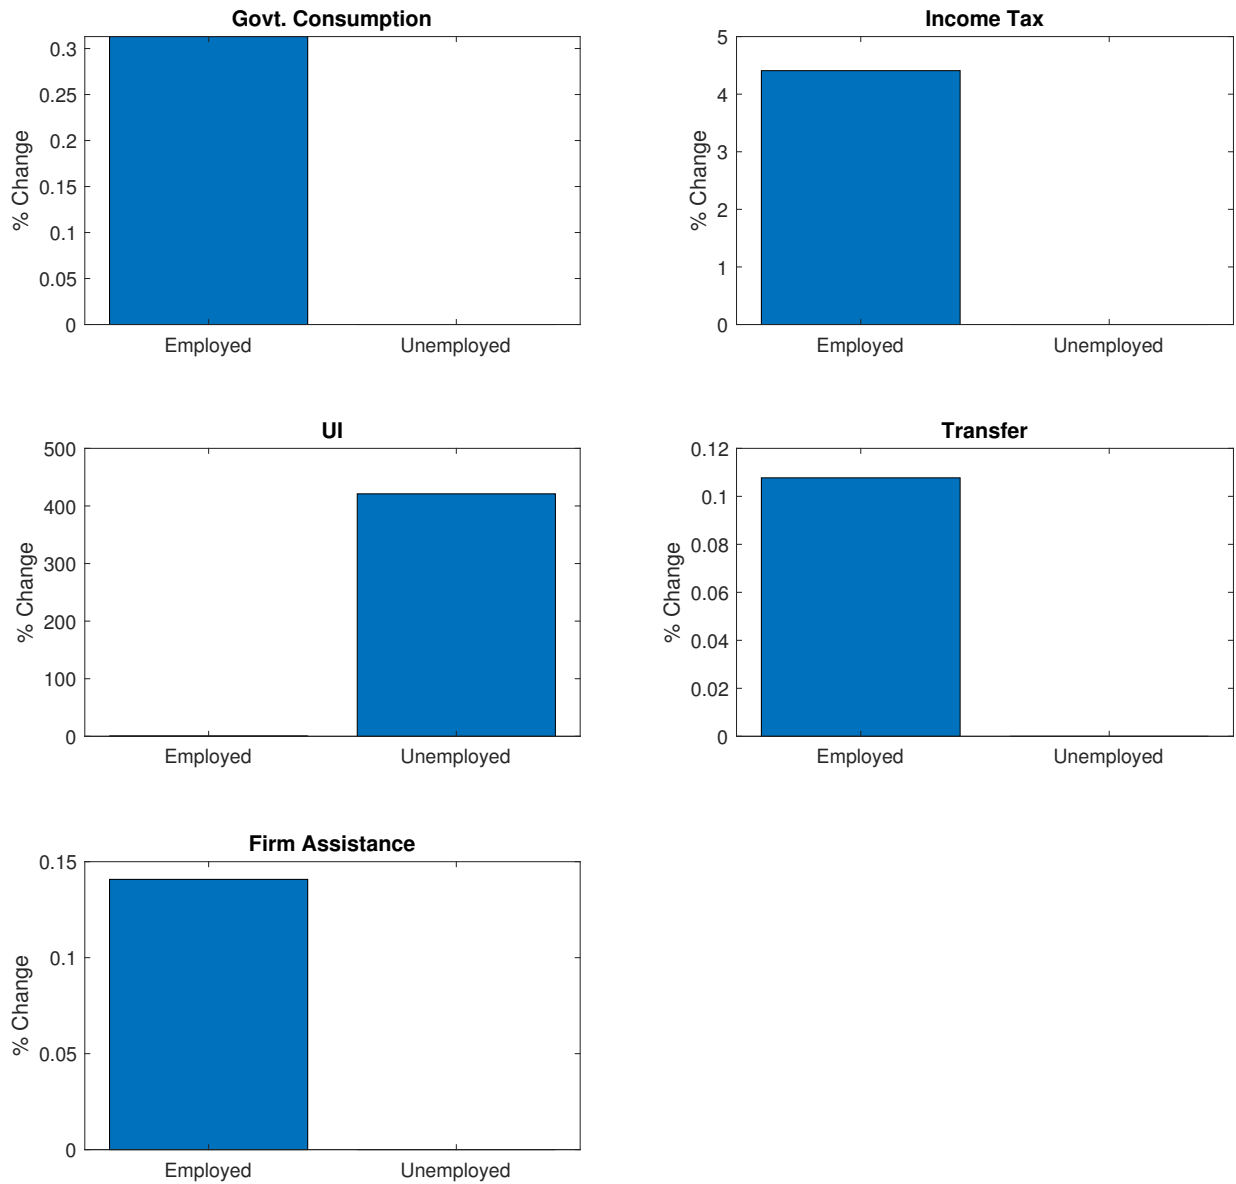 Govt. Consumption
% Change
0.3
0.25
0.2
0.15
0.1
0.05
0
Employed Unemployed
Income Tax
% Change
5
4
3
2
1
0
Employed Unemployed
UI
% Change
500
400
300
200
100
0
Employed Unemployed
Transfer
% Change
0.12
0.1
0.08
0.06
0.04
0.02
0
Employed Unemployed
Firm Assistance
% Change
0.15
0.1
0.05
0
Employed Unemployed